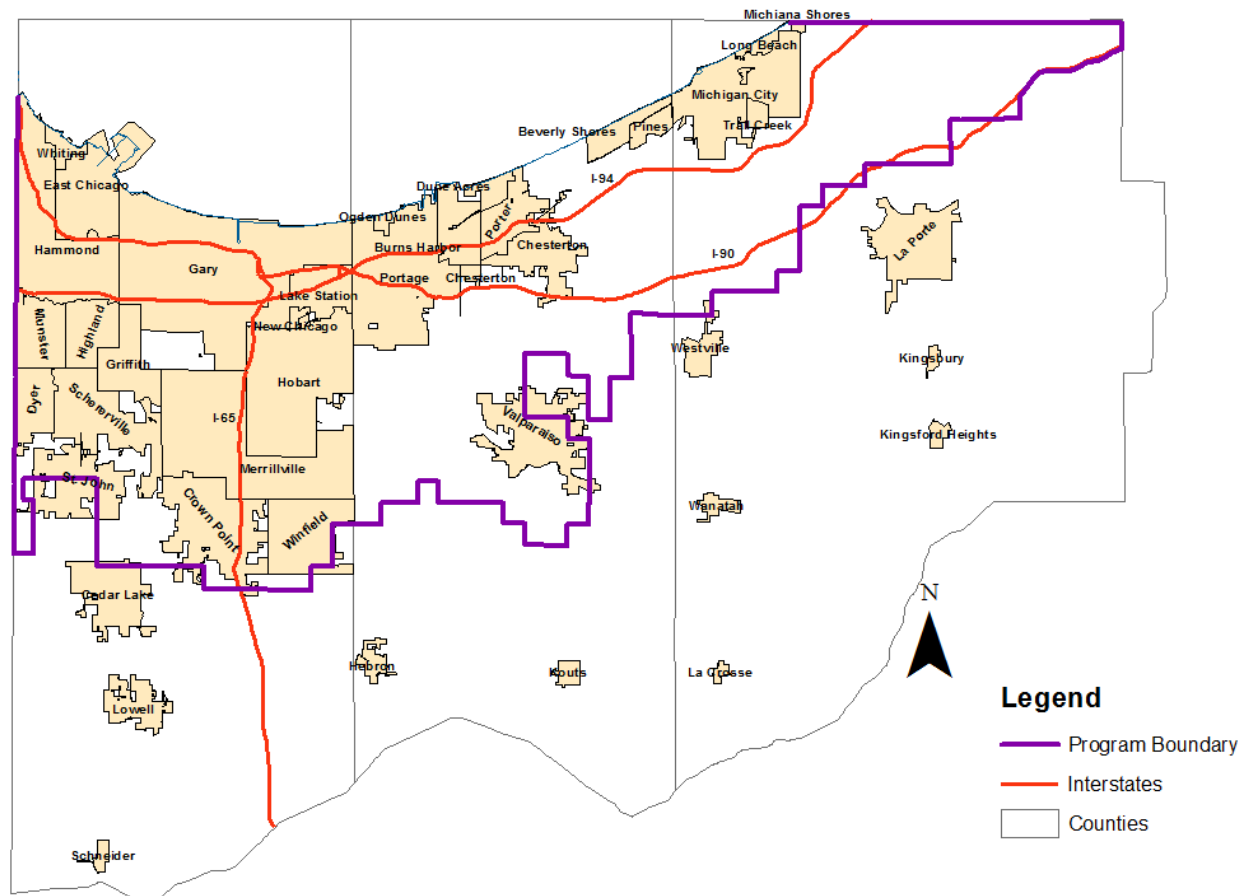 Michiana Shores
Long Beach
Michigan City
Trail Creek
Pines
Beverly Shores
Whiting
East Chicago
Dune Acres
I-94
Ogden Dunes
Porter
Hammond
Burns Harbor
Chesterton
La Porte
Gary
I-90
Portage
Chesterton
Lake Station
New Chicago
Munster
Highland
Griffith
Westville
Kingsbury
Hobart
Dyer
Schererville
I-65
Valparaiso
Kingsford Heights
Merrillville
St. John
Crown Point
Winfield
Wanatah
Cedar Lake
N
Hebron
Kouts
La Crosse
Lowell
Legend
Program Boundary
Interstates
Counties
Schneider